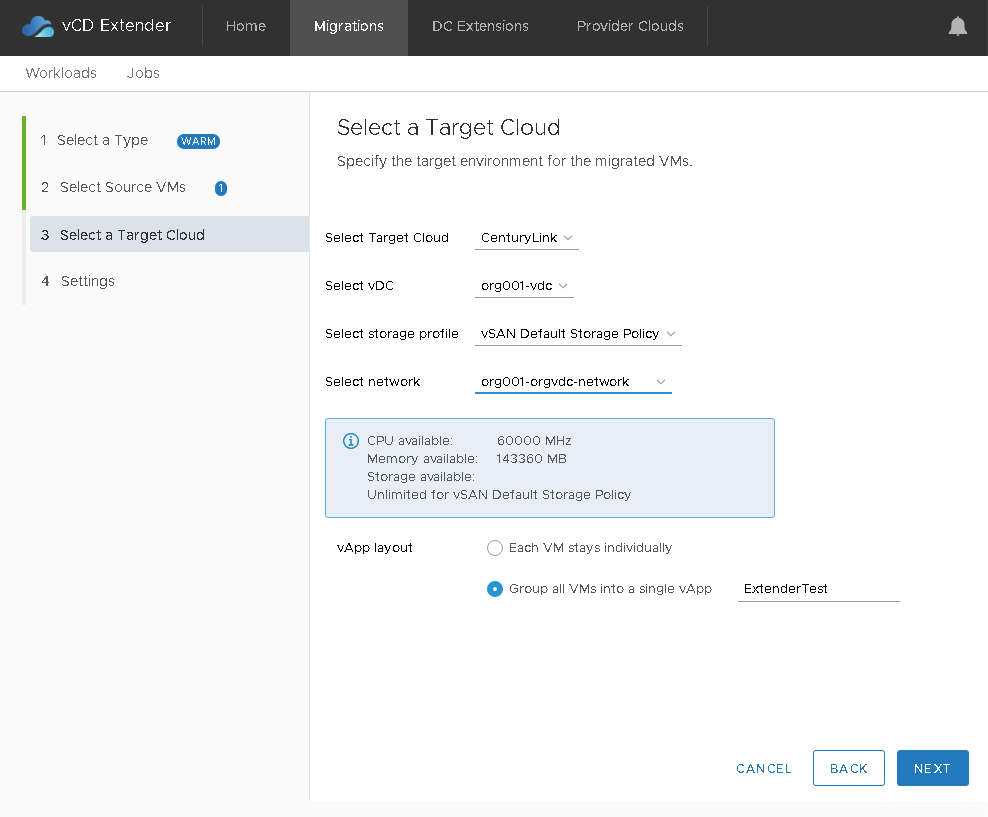 vCD Extender Home Migrations DC Extensions Provider Clouds
Workloads Jobs
1 Select a Type WARM
2 Select Source VMs 1
3 Select a Target Cloud
4 Settings
Select a Target Cloud
Specify the target environment for the migrated VMs.
Select Target Cloud CenturyLink
Select vDC org001-vdc
Select storage profile vSAN Default Storage Policy
Select network org001-orgvdc-network
CPU available: 60000 MHz
Memory available: 143360 MB
Storage available:
Unlimited for vSAN Default Storage Policy
vApp layout Each VM stays individually
Group all VMs into a single vApp ExtenderTest
CANCEL BACK NEXT